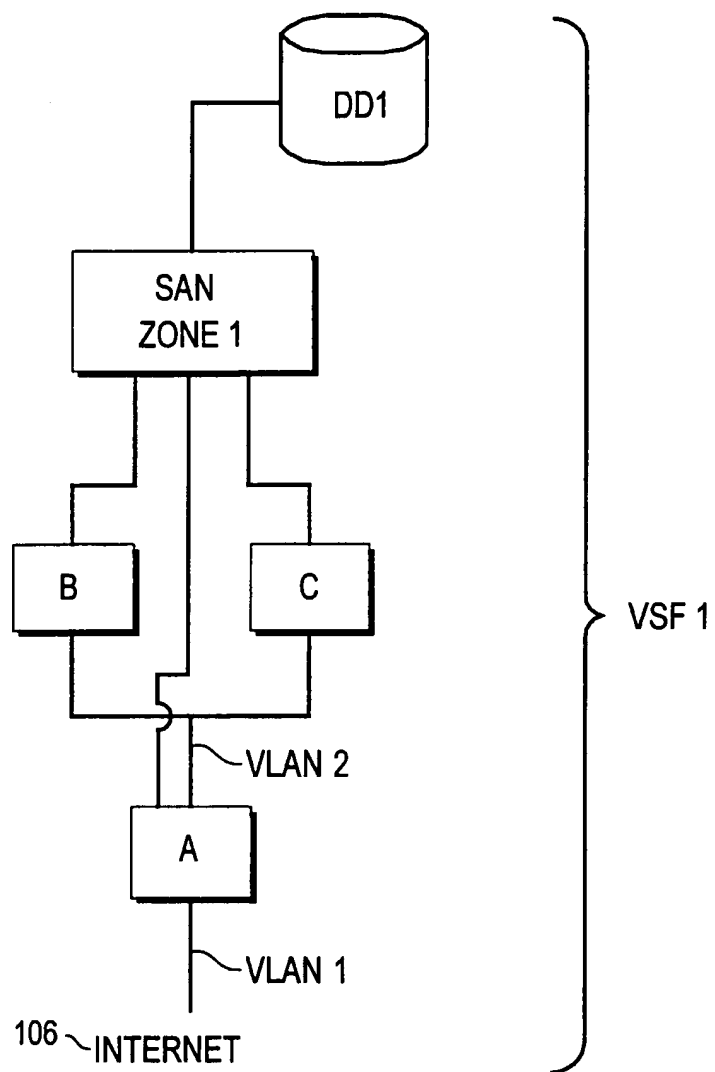 DD1
SAN
ZONE 1
B
C
VSF 1
VLAN 2
A
VLAN 1
106
INTERNET